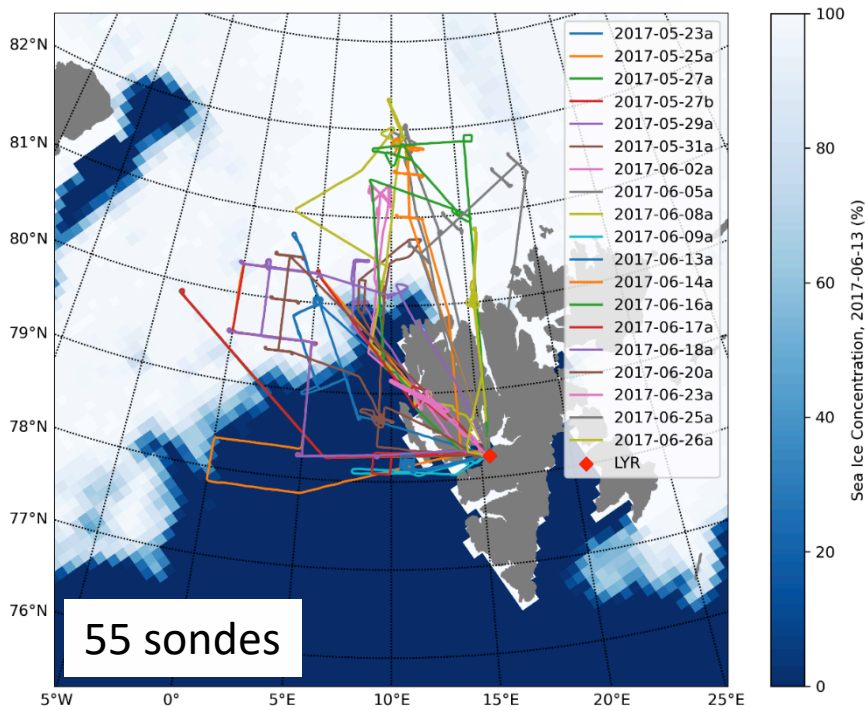 82°N
81°N
80°N
79°N
78°N
77°N
76°N
5°W
0°
5°E
10°E
15°E
20°E
25°E
2017-05-23a
2017-05-25a
2017-05-27a
2017-05-27b
2017-05-29a
2017-05-31a
2017-06-02a
2017-06-05a
2017-06-08a
2017-06-09a
2017-06-13a
2017-06-14a
2017-06-16a
2017-06-17a
2017-06-18a
2017-06-20a
2017-06-23a
2017-06-25a
2017-06-26a
LYR
55 sondes
100
80
60
40
20
0
Sea Ice Concentration, 2017-06-13 (%)